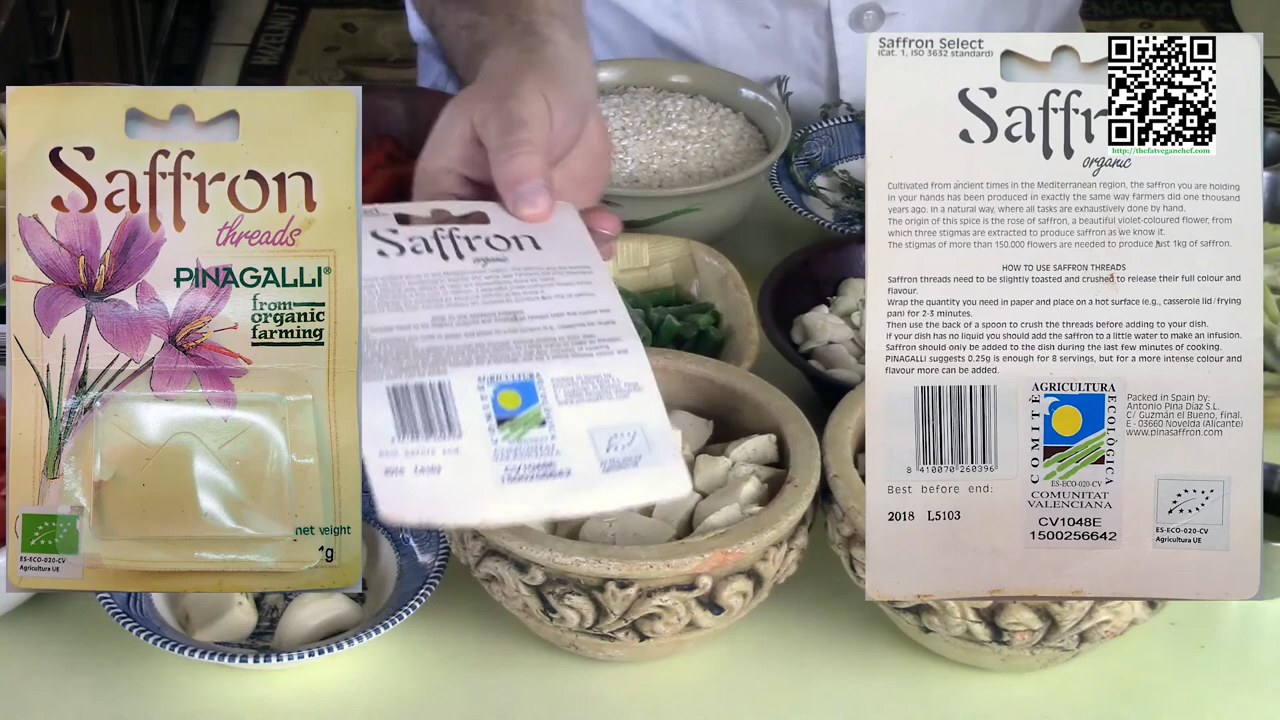 HAZELNUT
Saffron
threads
PINAGALLI®
from
organic
farming
net weight
1g
ES-ECO-020-CV
Agricultura UE
Saffron
organic
AGRICULTURA
Saffron Select
(Cat. 1, ISO 3632 standard)
Saffr
organic
http://thefatveganchef.com
Cultivated from ancient times in the Mediterranean region, the saffron you are holding
in your hands has been produced in exactly the same way farmers did one thousand
years ago. In a natural way, where all tasks are exhaustively done by hand.
The origin of this spice is the rose of saffron, a beautiful violet-coloured flower, from
which three stigmas are extracted to produce saffron as we know it.
The stigmas of more than 150.000 flowers are needed to produce just 1kg of saffron.
HOW TO USE SAFFRON THREADS
Saffron threads need to be slightly toasted and crushed to release their full colour and
flavour.
Wrap the quantity you need in paper and place on a hot surface (e.g., casserole lid/frying
pan) for 2-3 minutes.
Then use the back of a spoon to crush the threads before adding to your dish.
If your dish has no liquid you should add the saffron to a little water to make an infusion.
Saffron should only be added to the dish during the last few minutes of cooking.
PINAGALLI suggests 0.25g is enough for 8 servings, but for a more intense colour and
flavour more can be added.
8 410070 260396
Best before end:
2018 L5103
AGRICULTURA
COMITÉ
ECOLÓGICA
ES-ECO-020-CV
COMUNITAT
VALENCIANA
CV1048E
1500256642
Packed in Spain by:
Antonio Pina Díaz S.L.
C/ Guzmán el Bueno, final.
E - 03660 Novelda (Alicante)
www.pinasaffron.com
ES-ECO-020-CV
Agricultura UE